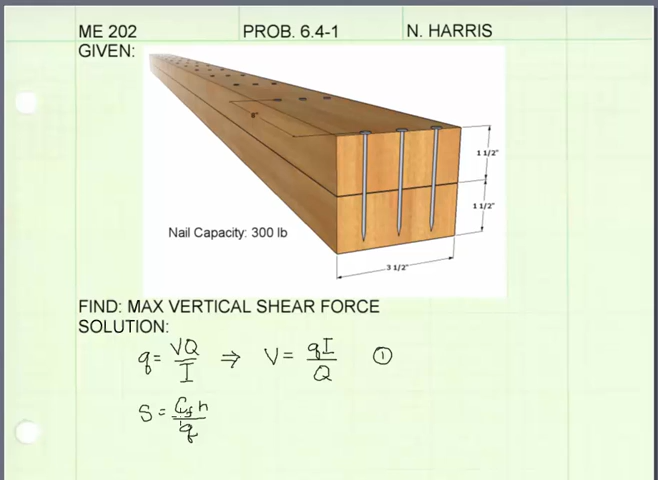 ME 202 PROB. 6.4-1 N. HARRIS
GIVEN:
6"
1 1/2"
1 1/2"
Nail Capacity: 300 lb
3 1/2"
FIND: MAX VERTICAL SHEAR FORCE
SOLUTION:
q = VQ/I ⇒ V = qI/Q ①
S = C_f n/q